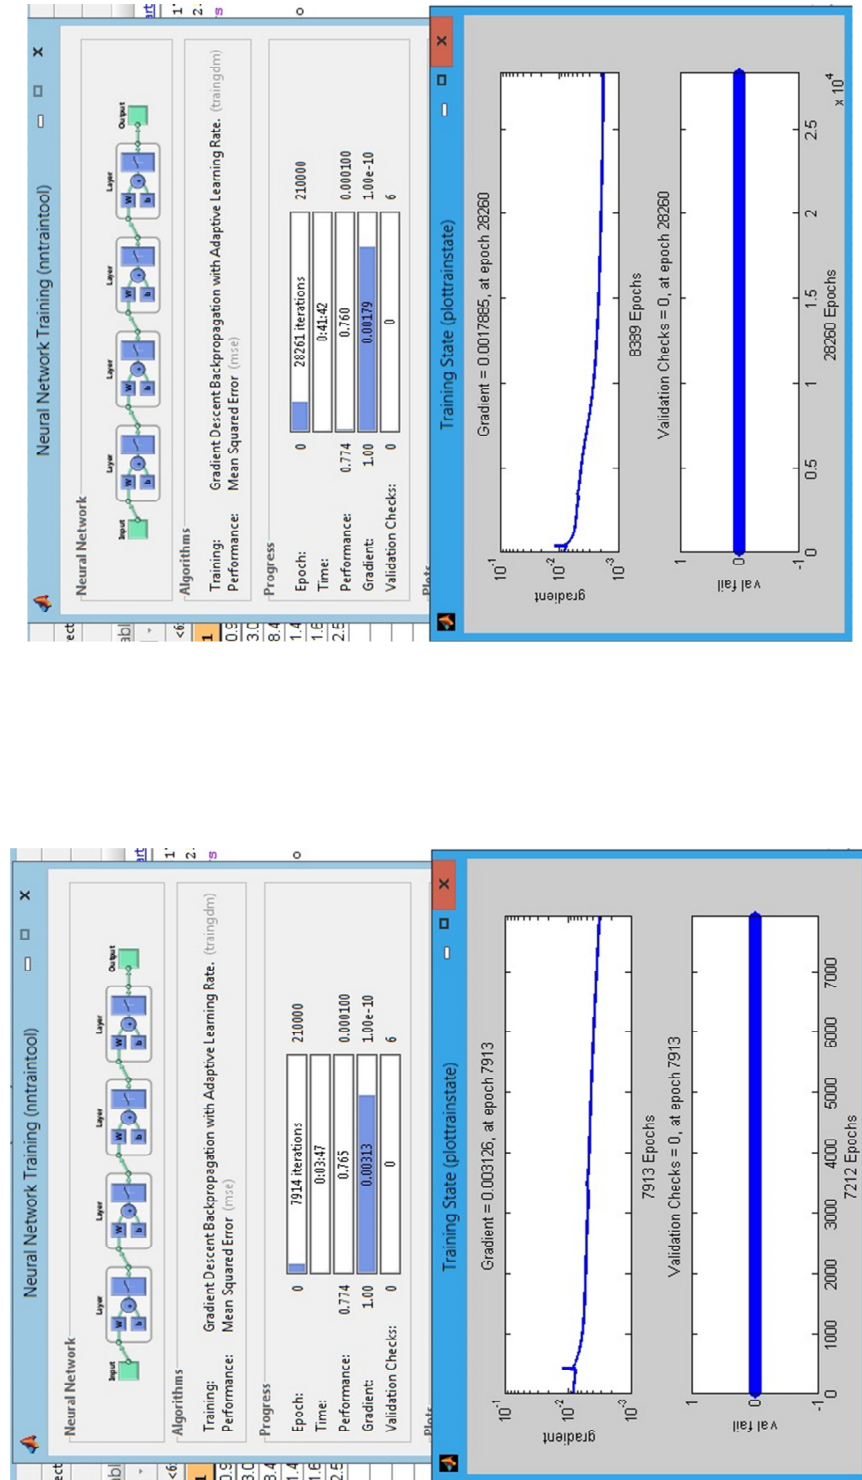 Neural Network Training (nntraintool)
Neural Network
Input
Layer
Layer
Layer
Layer
Output
W
b
W
b
W
b
W
b
Algorithms
Training: Gradient Descent Backpropagation with Adaptive Learning Rate. (traingdm)
Performance: Mean Squared Error (mse)
Progress
Epoch: 0 7914 iterations 210000
Time: 0:03:47
Performance: 0.774 0.765 0.000100
Gradient: 1.00 0.00313 1.00e-10
Validation Checks: 0 0 6
Plots
Training State (plottrainstate)
Gradient = 0.003126, at epoch 7913
10^-1
10^-2
10^-3
gradient
7913 Epochs
Validation Checks = 0, at epoch 7913
1
0
-1
val fail
0 1000 2000 3000 4000 5000 6000 7000
7212 Epochs
Neural Network Training (nntraintool)
Neural Network
Input
Layer
Layer
Layer
Layer
Output
W
b
W
b
W
b
W
b
Algorithms
Training: Gradient Descent Backpropagation with Adaptive Learning Rate. (traingdm)
Performance: Mean Squared Error (mse)
Progress
Epoch: 0 28261 iterations 210000
Time: 0:41:42
Performance: 0.774 0.760 0.000100
Gradient: 1.00 0.00179 1.00e-10
Validation Checks: 0 0 6
Plots
Training State (plottrainstate)
Gradient = 0.0017885, at epoch 28260
10^-1
10^-2
10^-3
gradient
8389 Epochs
Validation Checks = 0, at epoch 28260
1
0
-1
val fail
0 0.5 1 1.5 2 2.5
x 10^4
28260 Epochs